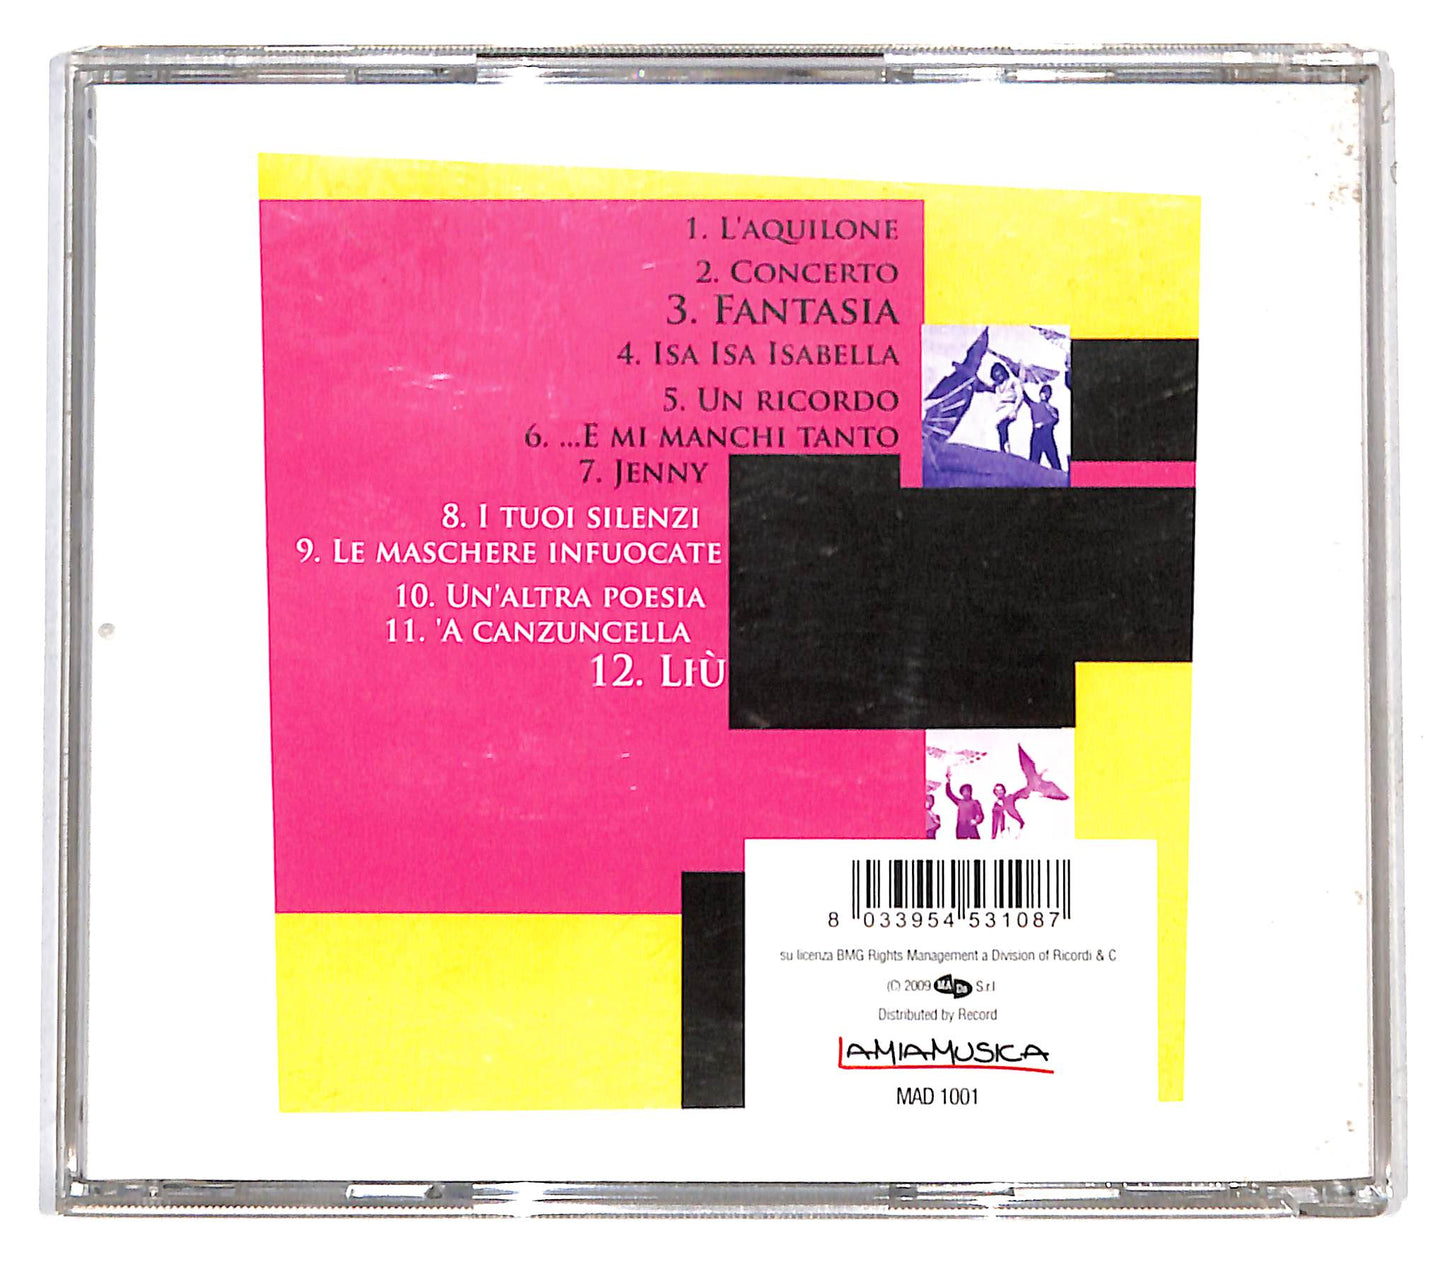 1. L'AQUILONE
2. CONCERTO
3. FANTASIA
4. ISA ISA ISABELLA
5. UN RICORDO
6. ...E MI MANCHI TANTO
7. JENNY
8. I TUOI SILENZI
9. LE MASCHERE INFUOCATE
10. UN'ALTRA POESIA
11. 'A CANZUNCELLA
12. LIÙ
8 033954 531087
su licenza BMG Rights Management a Division of Ricordi & C
(C) 2009 MA Da S.r.l
Distributed by Record
LAMIAMUSICA
MAD 1001